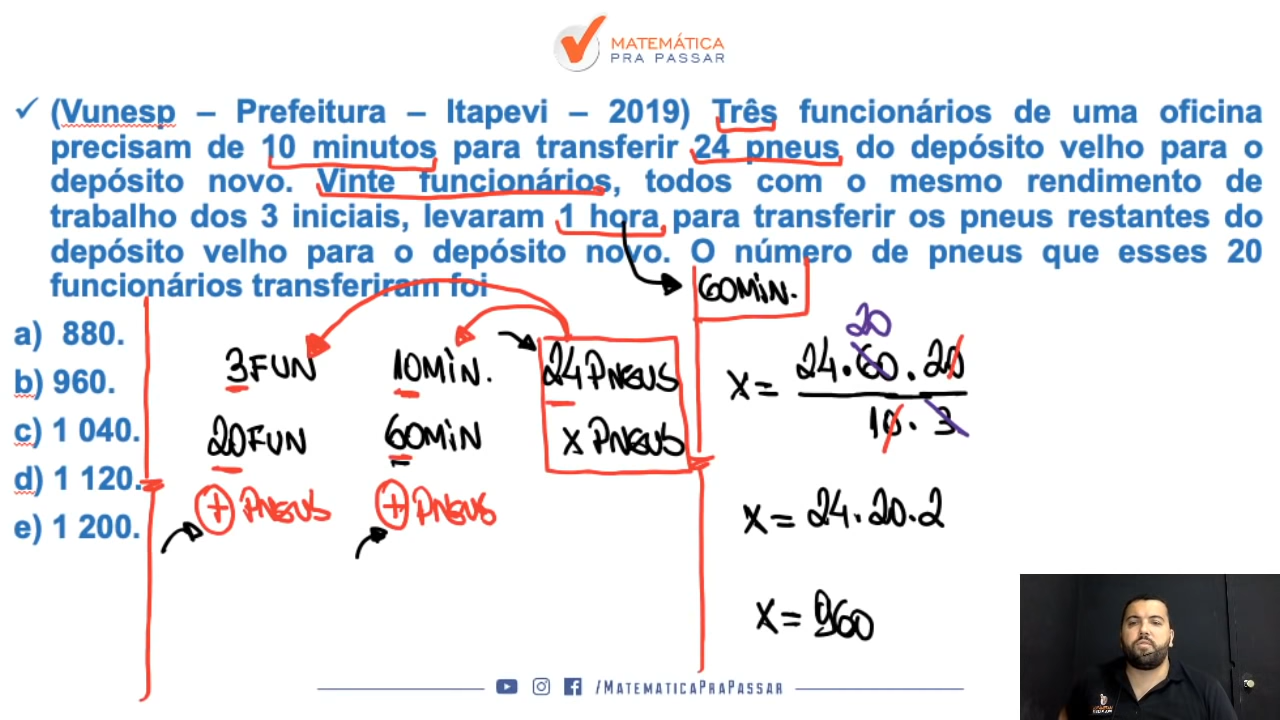 MATEMÁTICA
PRA PASSAR
✓ (Vunesp – Prefeitura – Itapevi – 2019) Três funcionários de uma oficina
precisam de 10 minutos para transferir 24 pneus do depósito velho para o
depósito novo. Vinte funcionários, todos com o mesmo rendimento de
trabalho dos 3 iniciais, levaram 1 hora para transferir os pneus restantes do
depósito velho para o depósito novo. O número de pneus que esses 20
funcionários transferiram foi
60MIN.
a) 880.
b) 960.
c) 1 040.
d) 1 120.
e) 1 200.
3FUN 10MIN. 24PNEUS
20FUN 60MIN X PNEUS
+ PNEUS + PNEUS
20
X = 24.60.20
10.3
X = 24.20.2
X = 960
/MATEMATICAPRAPASSAR